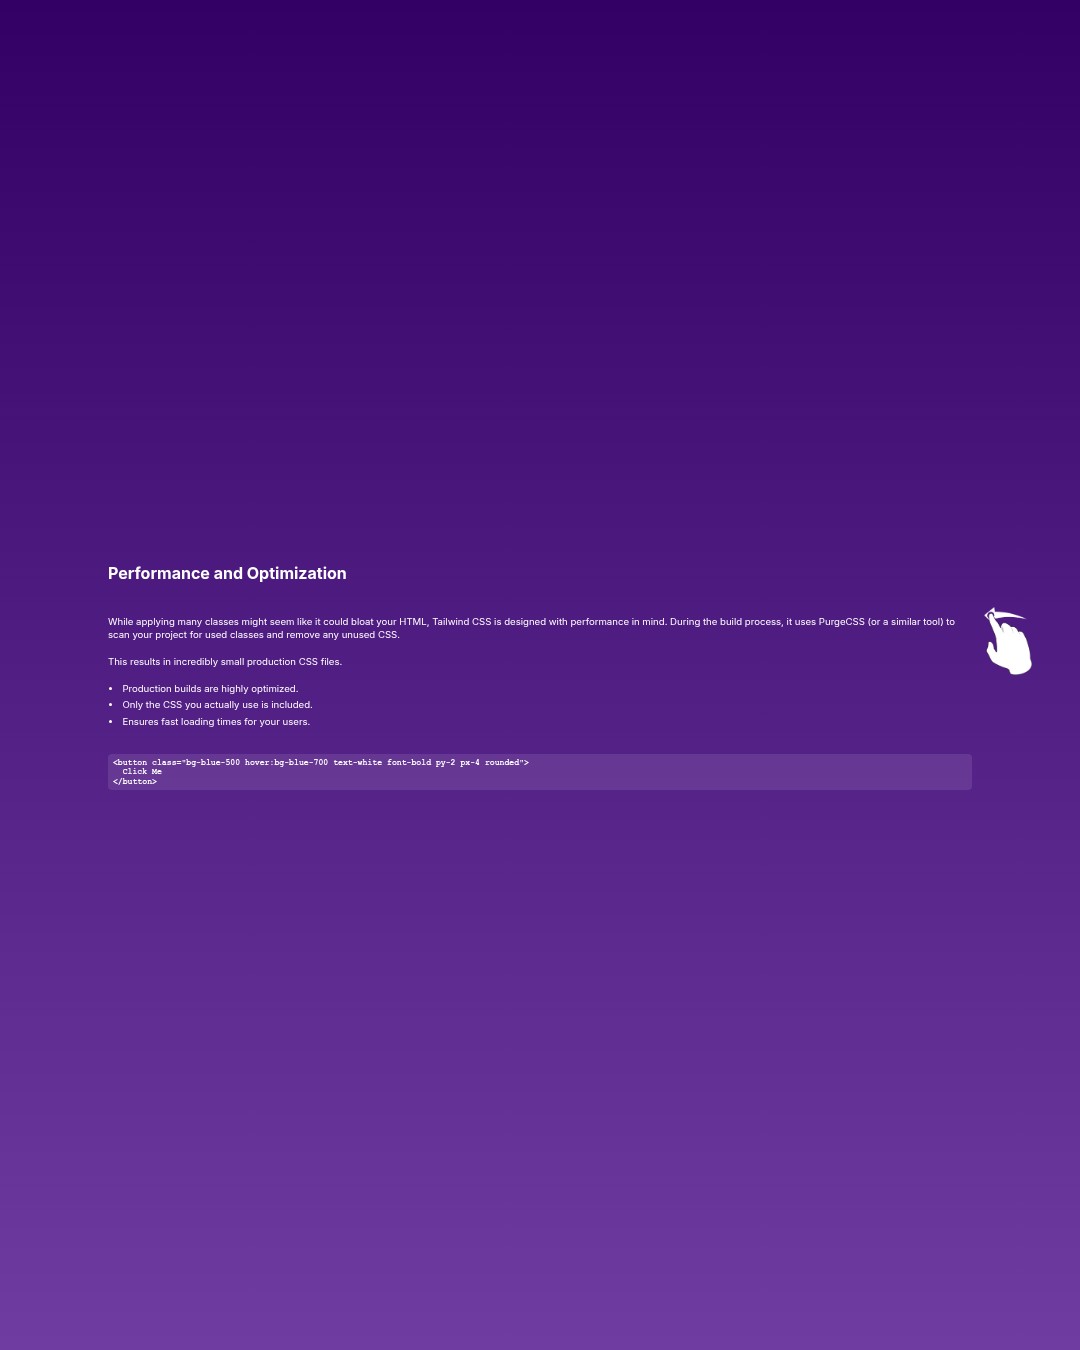 Performance and Optimization
While applying many classes might seem like it could bloat your HTML, Tailwind CSS is designed with performance in mind. During the build process, it uses PurgeCSS (or a similar tool) to
scan your project for used classes and remove any unused CSS.
This results in incredibly small production CSS files.
• Production builds are highly optimized.
• Only the CSS you actually use is included.
• Ensures fast loading times for your users.
<button class="bg-blue-500 hover:bg-blue-700 text-white font-bold py-2 px-4 rounded">
  Click Me
</button>